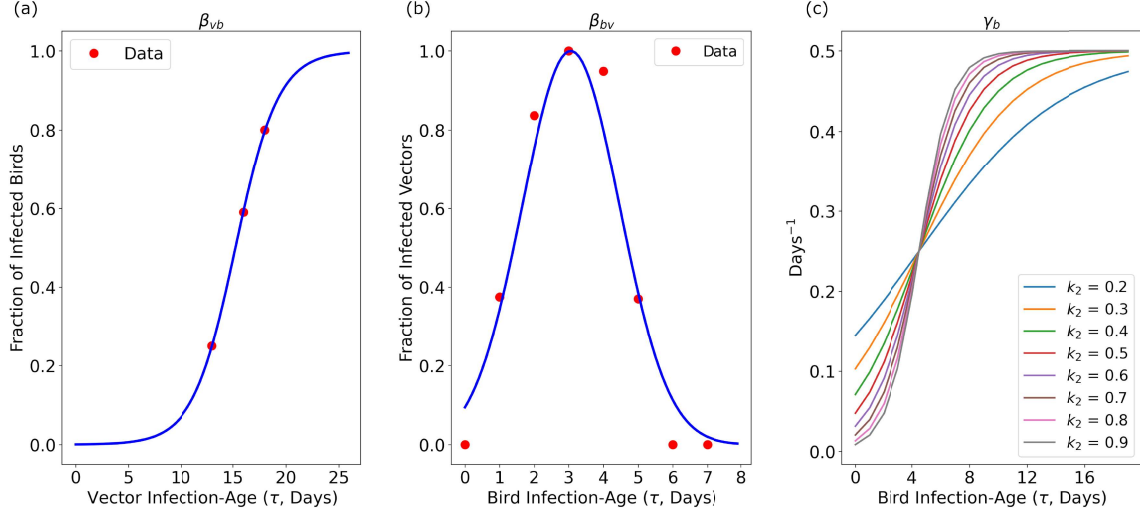 (a)
β_vb
Data
Fraction of Infected Birds
1.0
0.8
0.6
0.4
0.2
0.0
0 5 10 15 20 25
Vector Infection-Age (τ, Days)
(b)
β_bv
Data
Fraction of Infected Vectors
1.0
0.8
0.6
0.4
0.2
0.0
0 1 2 3 4 5 6 7 8
Bird Infection-Age (τ, Days)
(c)
γ_b
Days⁻¹
0.5
0.4
0.3
0.2
0.1
0.0
0 4 8 12 16
Bird Infection-Age (τ, Days)
k₂ = 0.2
k₂ = 0.3
k₂ = 0.4
k₂ = 0.5
k₂ = 0.6
k₂ = 0.7
k₂ = 0.8
k₂ = 0.9